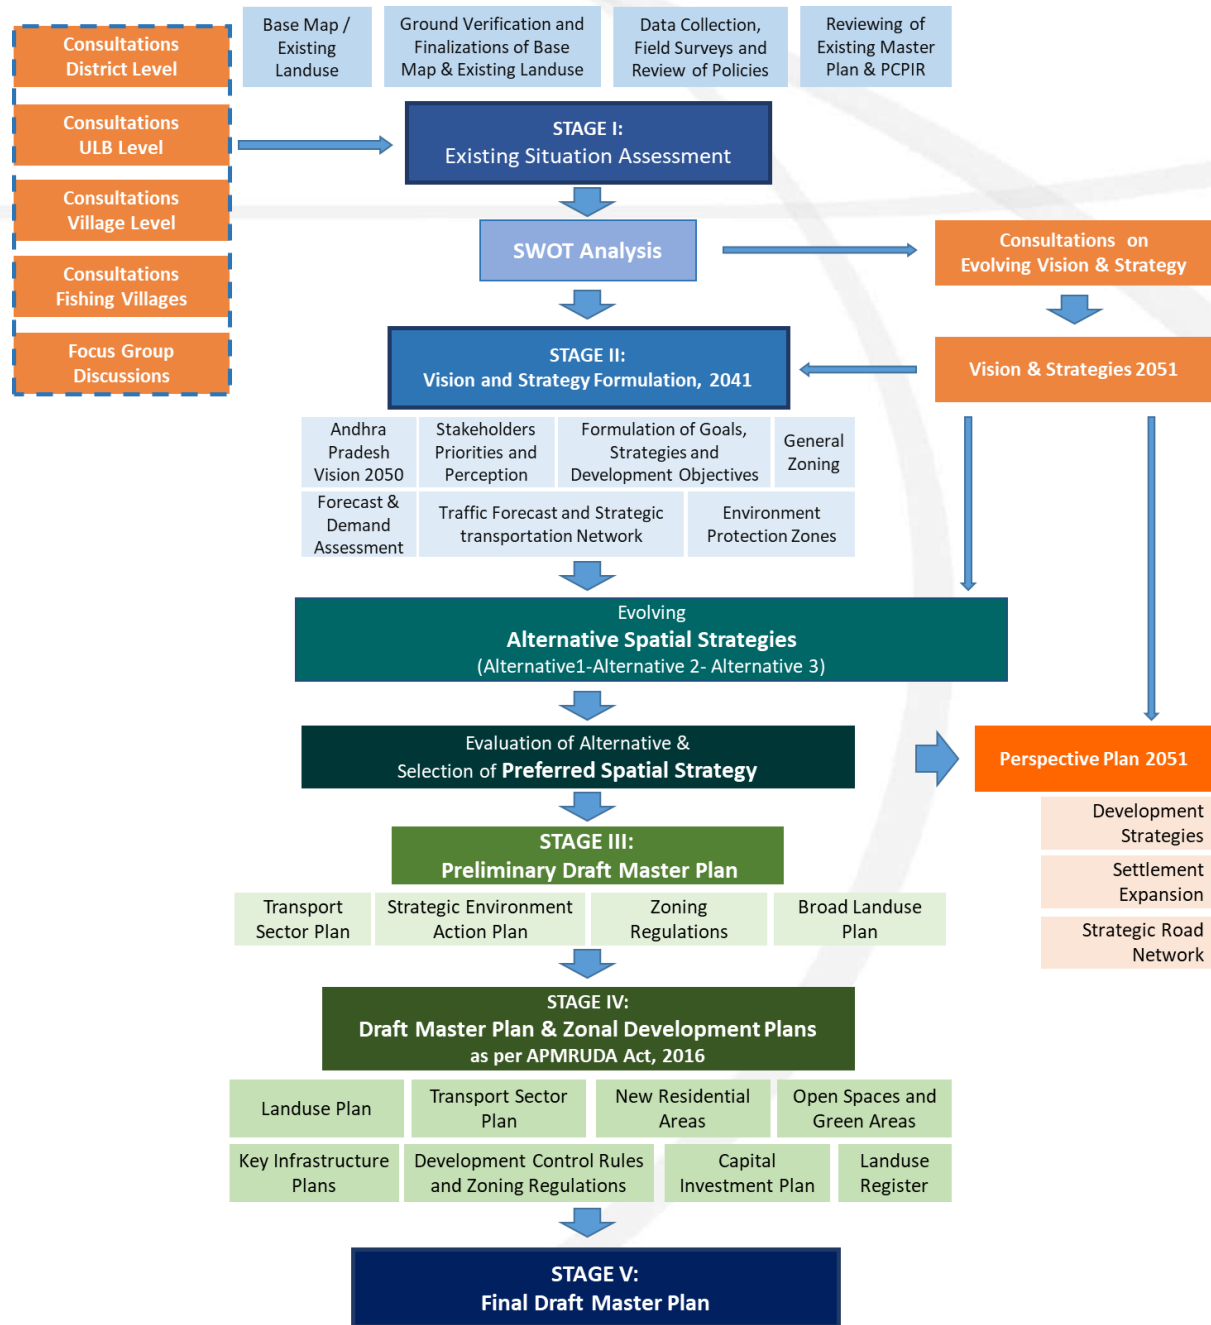 Consultations
District Level
Consultations
ULB Level
Consultations
Village Level
Consultations
Fishing Villages
Focus Group
Discussions
Base Map /
Existing
Landuse
Ground Verification and
Finalizations of Base
Map & Existing Landuse
Data Collection,
Field Surveys and
Review of Policies
Reviewing of
Existing Master
Plan & PCPIR
STAGE I:
Existing Situation Assessment
SWOT Analysis
Consultations on
Evolving Vision & Strategy
STAGE II:
Vision and Strategy Formulation, 2041
Vision & Strategies 2051
Andhra
Pradesh
Vision 2050
Stakeholders
Priorities and
Perception
Formulation of Goals,
Strategies and
Development Objectives
General
Zoning
Forecast &
Demand
Assessment
Traffic Forecast and Strategic
transportation Network
Environment
Protection Zones
Evolving
Alternative Spatial Strategies
(Alternative1-Alternative 2- Alternative 3)
Evaluation of Alternative &
Selection of Preferred Spatial Strategy
Perspective Plan 2051
Development
Strategies
Settlement
Expansion
Strategic Road
Network
STAGE III:
Preliminary Draft Master Plan
Transport
Sector Plan
Strategic Environment
Action Plan
Zoning
Regulations
Broad Landuse
Plan
STAGE IV:
Draft Master Plan & Zonal Development Plans
as per APMRUDA Act, 2016
Landuse Plan
Transport Sector
Plan
New Residential
Areas
Open Spaces and
Green Areas
Key Infrastructure
Plans
Development Control Rules
and Zoning Regulations
Capital
Investment Plan
Landuse
Register
STAGE V:
Final Draft Master Plan